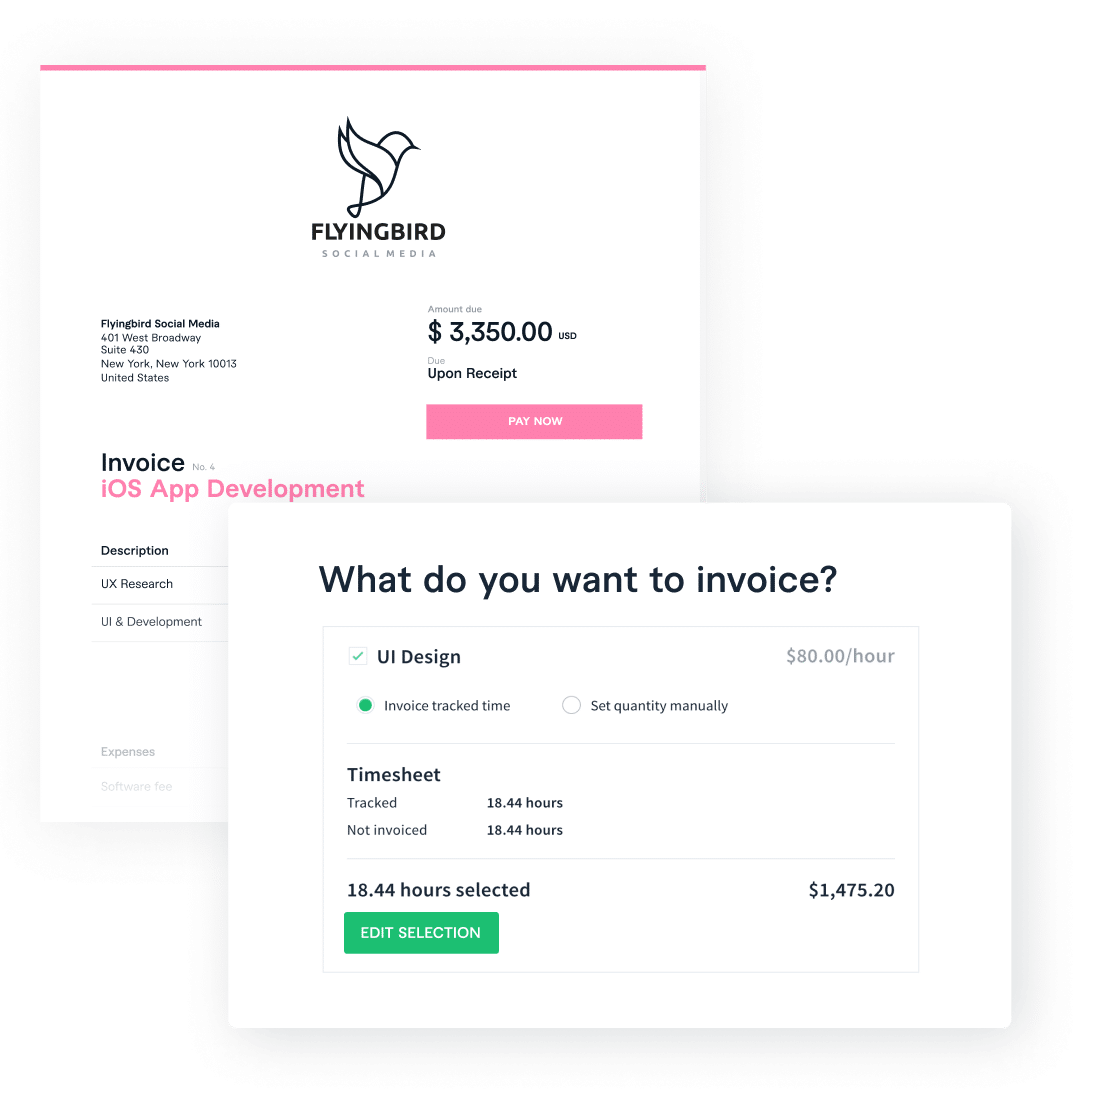 FLYINGBIRD
SOCIAL MEDIA
Flyingbird Social Media
401 West Broadway
Suite 430
New York, New York 10013
United States
Amount due
$ 3,350.00 USD
Due
Upon Receipt
PAY NOW
Invoice No. 4
iOS App Development
Description
UX Research
UI & Development
Expenses
Software fee
What do you want to invoice?
UI Design $80.00/hour
Invoice tracked time Set quantity manually
Timesheet
Tracked 18.44 hours
Not invoiced 18.44 hours
18.44 hours selected $1,475.20
EDIT SELECTION